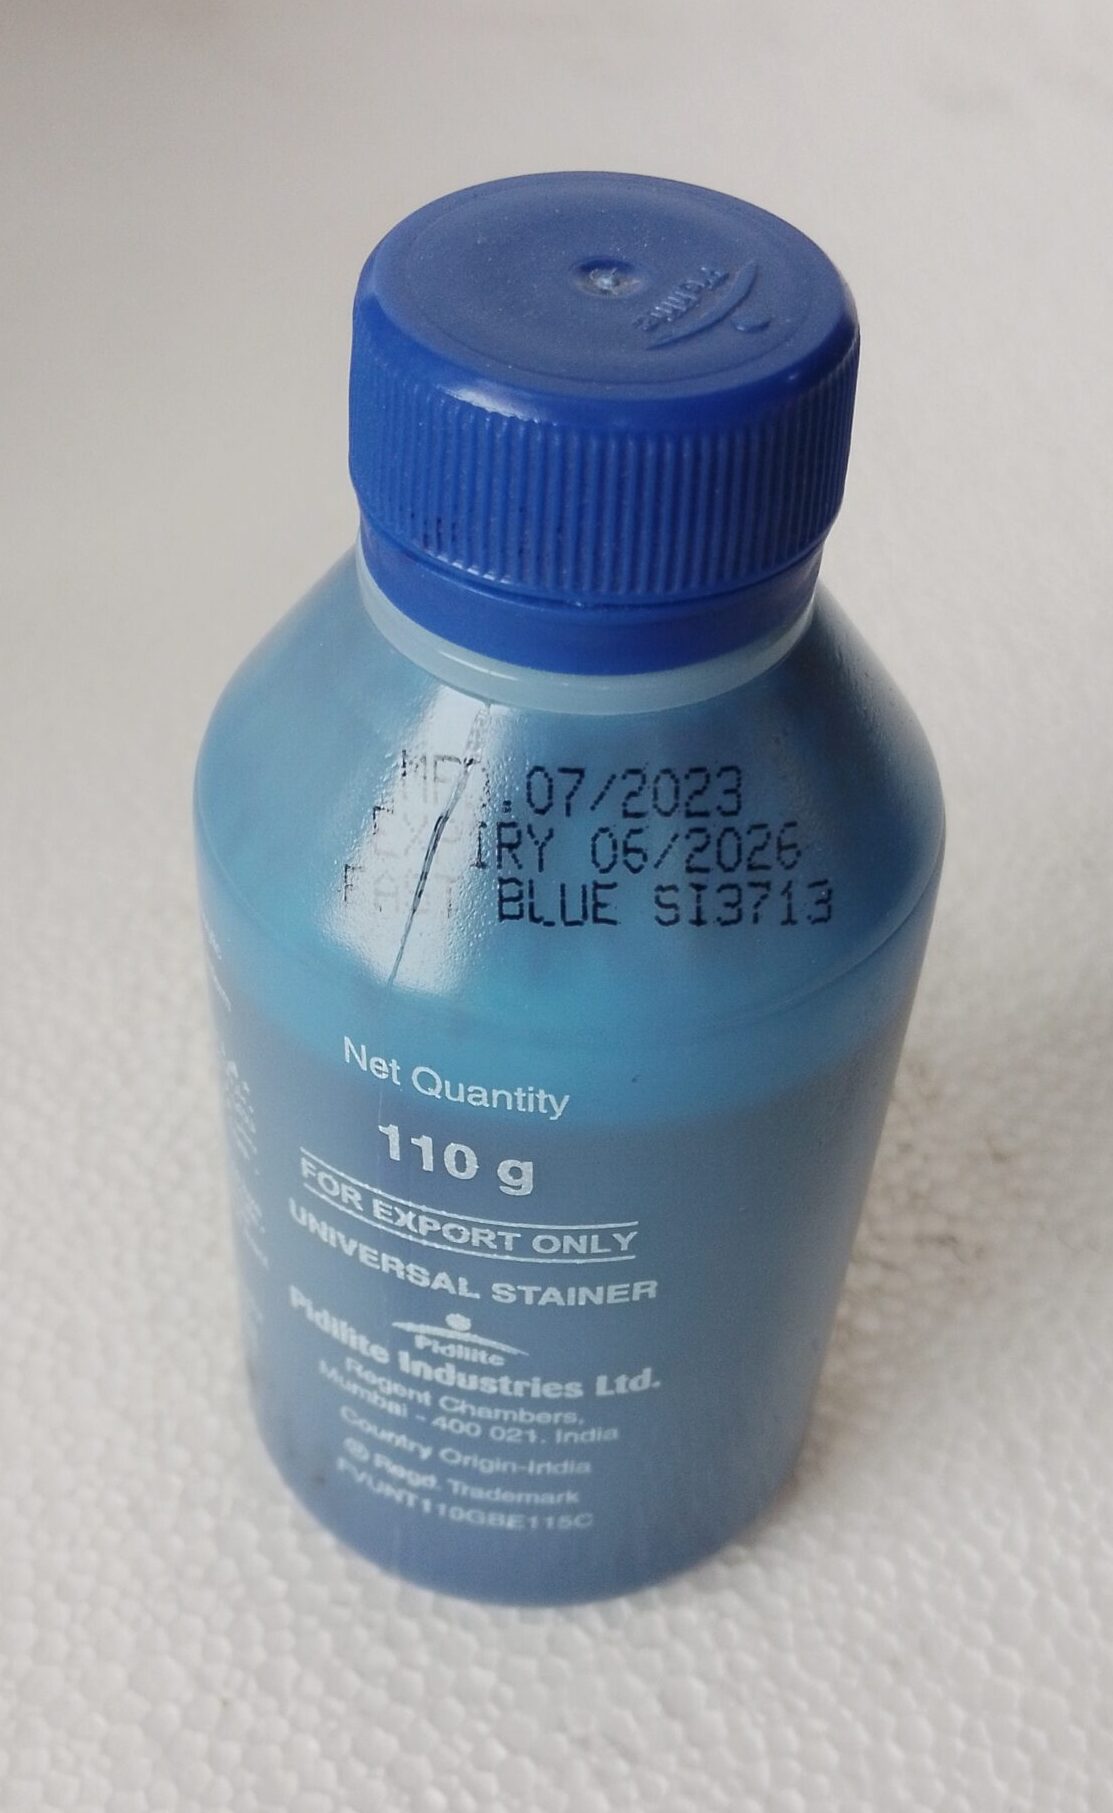 Pidilite
MFD.07/2023
EXPIRY 06/2026
FAST BLUE SI3713
Net Quantity
110 g
FOR EXPORT ONLY
UNIVERSAL STAINER
Pidilite
Pidilite Industries Ltd.
Regent Chambers,
Mumbai - 400 021. India
Country Origin-India
® Regd. Trademark
FVUNT110GBE115C